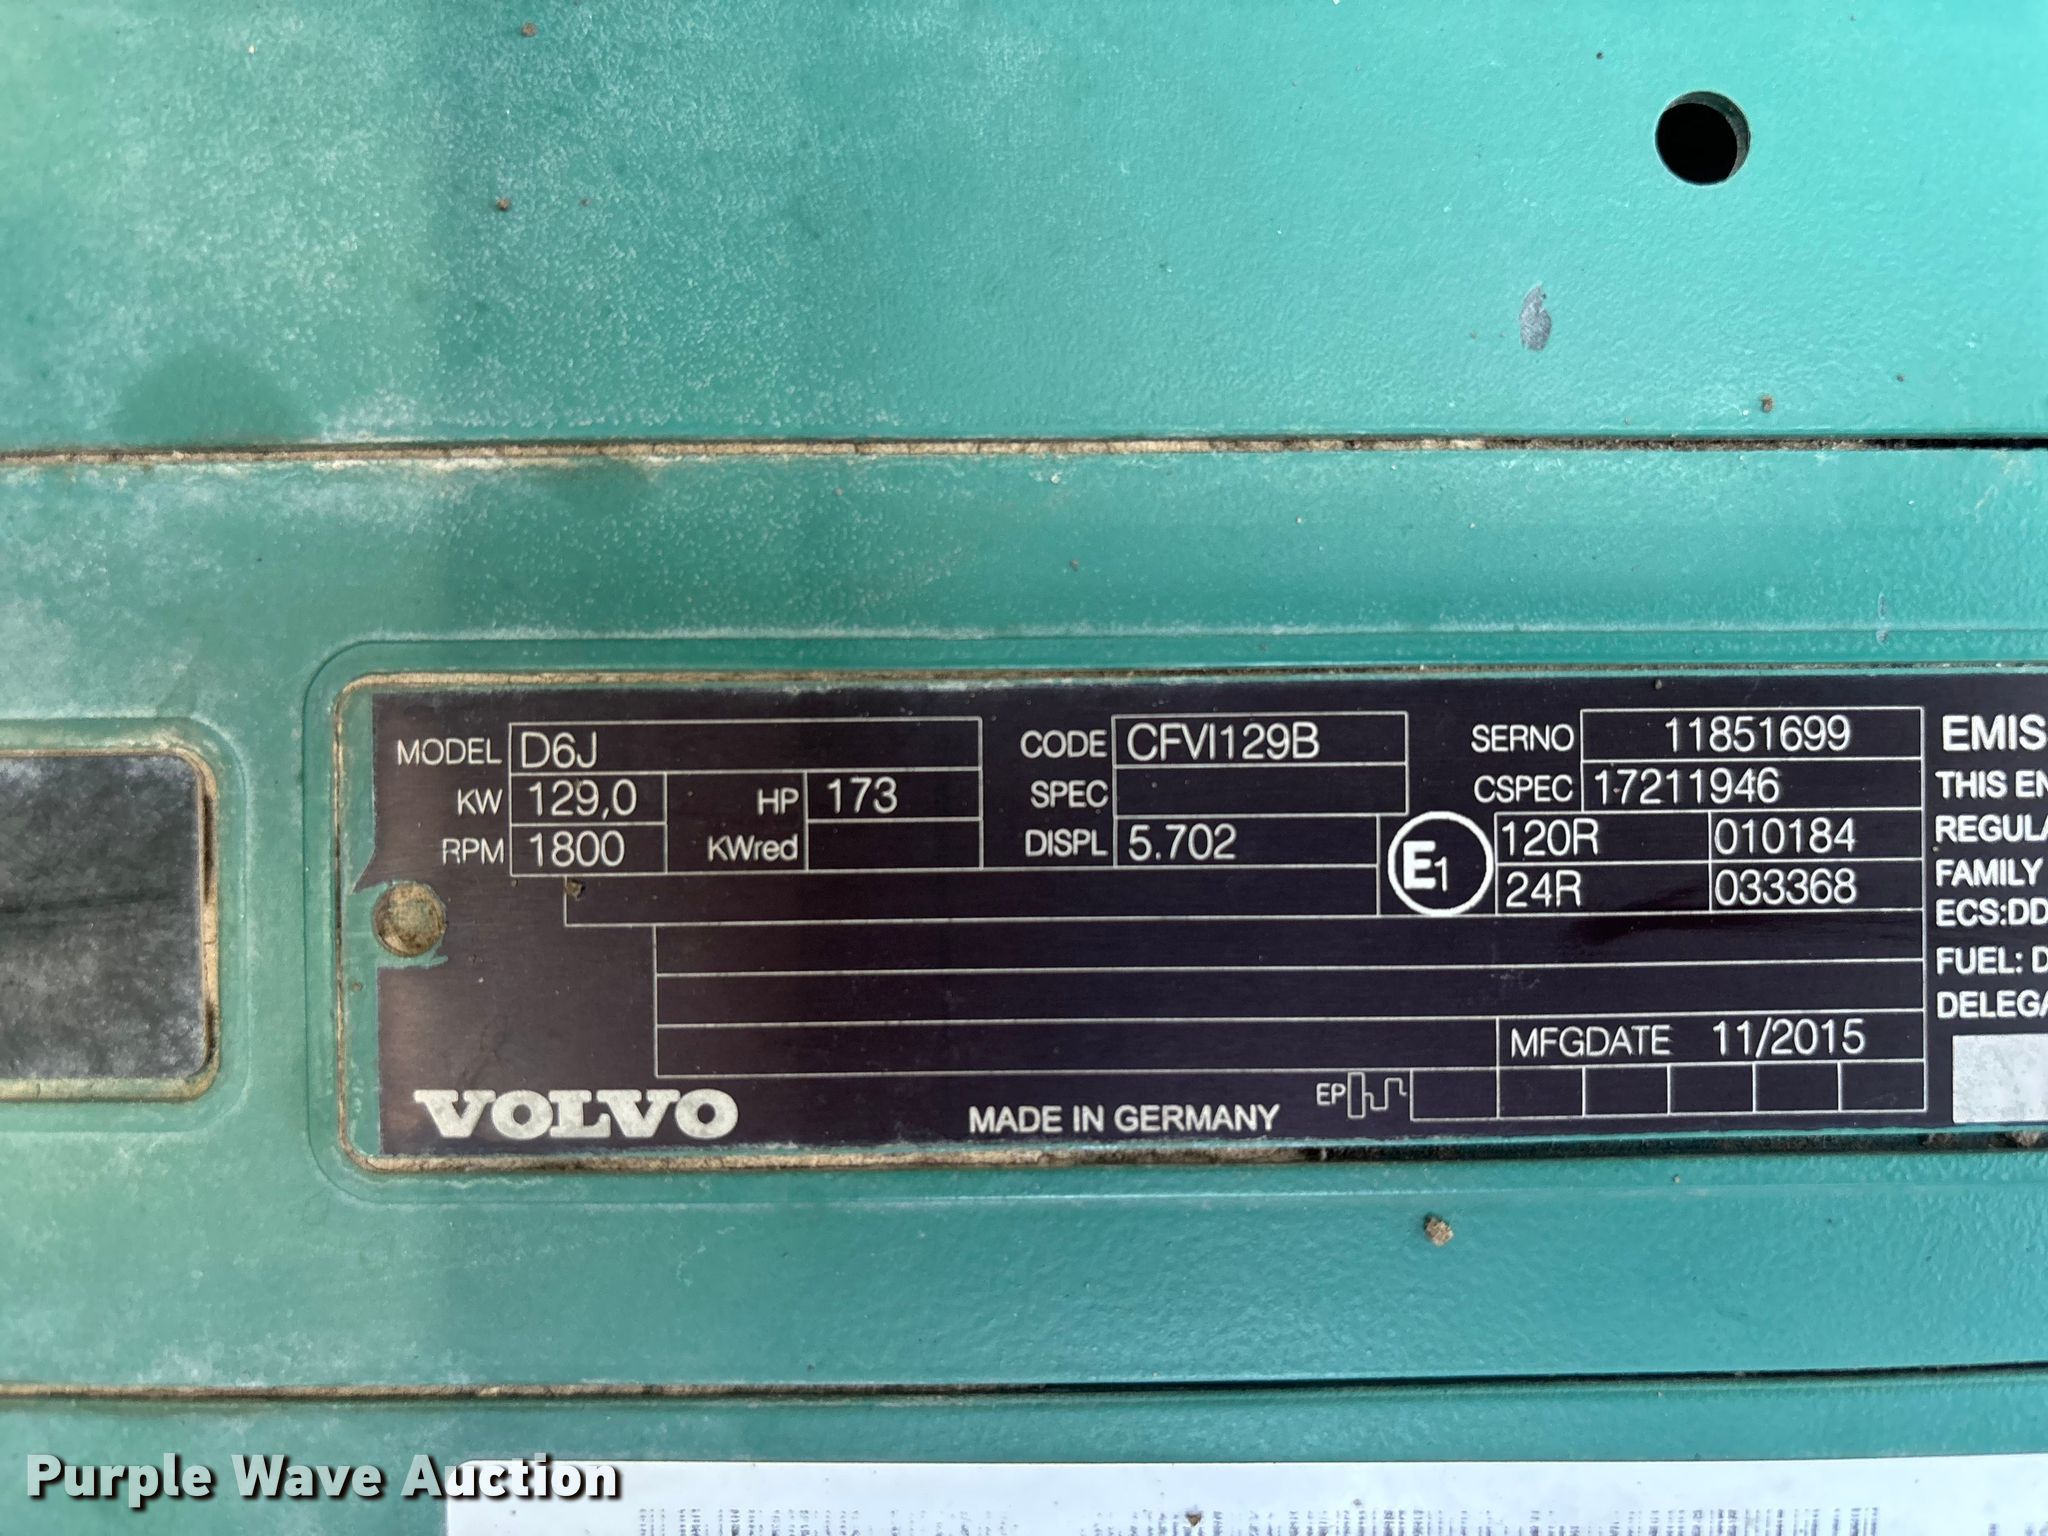 MODEL D6J CODE CFVI129B SERNO 11851699 EMIS
KW 129,0 HP 173 SPEC CSPEC 17211946 THIS EN
RPM 1800 KWred DISPL 5.702 E1 120R 010184 REGULA
24R 033368 FAMILY
ECS:DD
FUEL: D
DELEGA
MFGDATE 11/2015
VOLVO MADE IN GERMANY EP
Purple Wave Auction